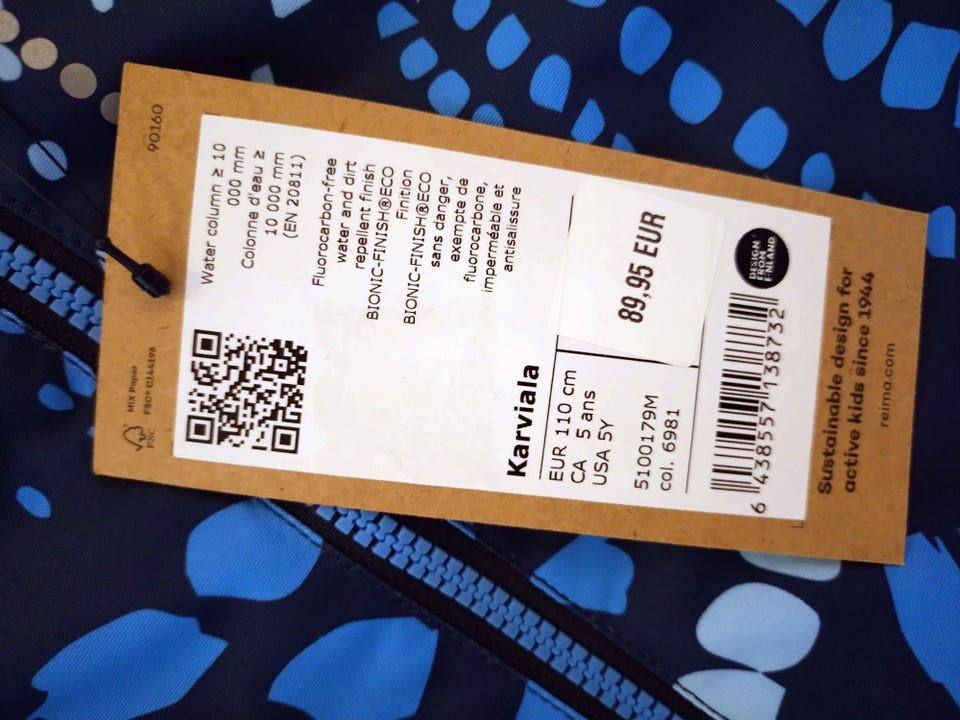 90160
Water column ≥ 10
000 mm
Colonne d'eau ≥
10 000 mm
(EN 20811)
Fluorocarbon-free
water and dirt
repellent finish
BIONIC-FINISH®ECO
Finition
BIONIC-FINISH®ECO
sans danger,
exempte de
fluorocarbone,
imperméable et
antisalissure
MIX Paper
FSC® C144196
FSC
Karviala
EUR 110 cm
CA 5 ans
USA 5Y
5100179M
col. 6981
89,95 EUR
DESIGN
FROM
FINLAND
6 438557 138732
Sustainable design for
active kids since 1944
reima.com